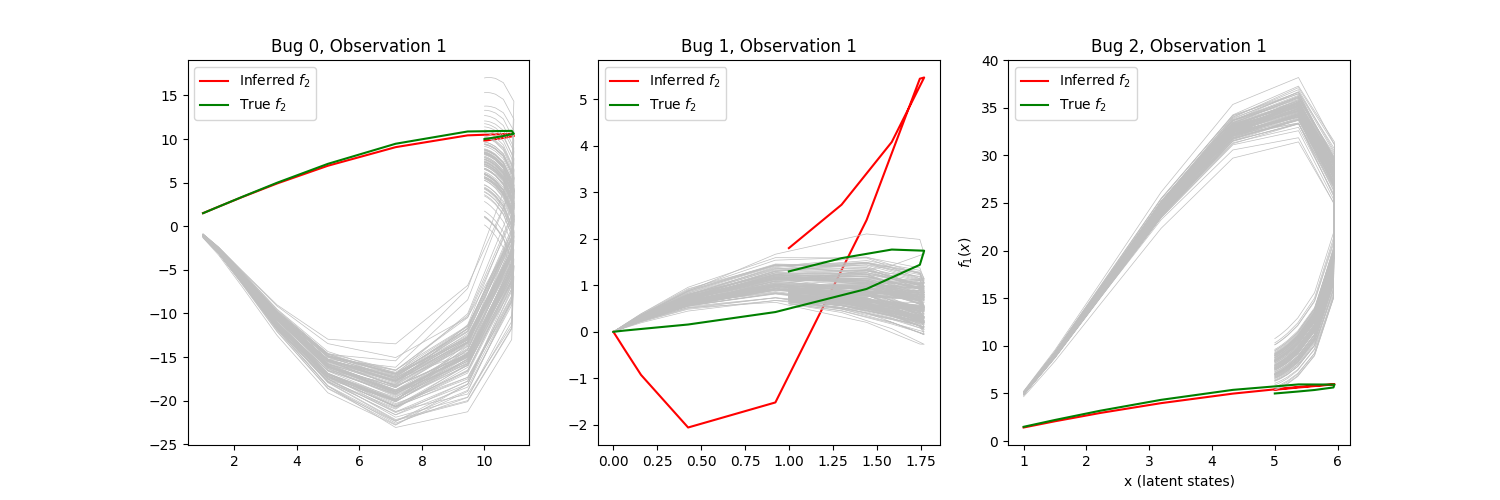 Bug 0, Observation 1
Inferred f₂
True f₂
15
10
5
0
−5
−10
−15
−20
−25
2 4 6 8 10
Bug 1, Observation 1
Inferred f₂
True f₂
5
4
3
2
1
0
−1
−2
0.00 0.25 0.50 0.75 1.00 1.25 1.50 1.75
Bug 2, Observation 1
Inferred f₂
True f₂
f₁(x)
40
35
30
25
20
15
10
5
0
1 2 3 4 5 6
x (latent states)